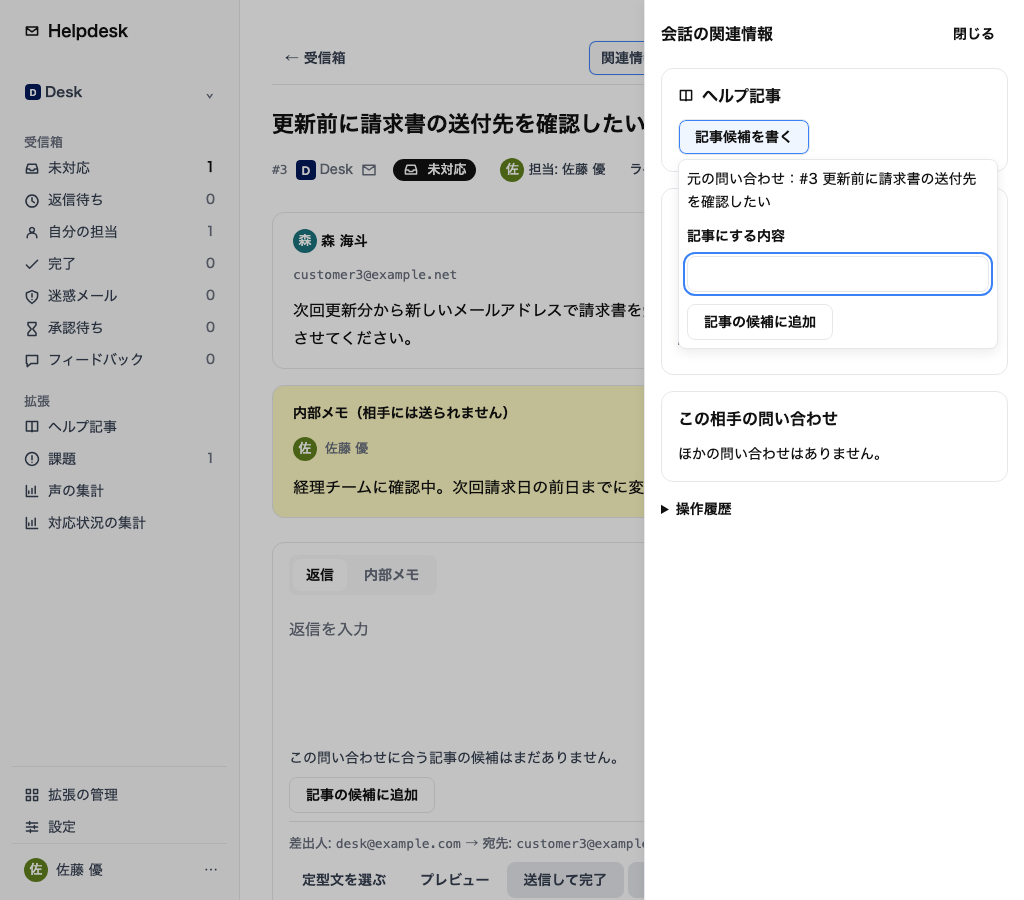 Helpdesk
D Desk
受信箱
未対応 1
返信待ち 0
自分の担当 1
完了 0
迷惑メール 0
承認待ち 0
フィードバック 0
拡張
ヘルプ記事
課題 1
声の集計
対応状況の集計
拡張の管理
設定
佐 佐藤 優 …
← 受信箱
関連情
更新前に請求書の送付先を確認したい
#3 D Desk 未対応 佐 担当: 佐藤 優
森 森 海斗
customer3@example.net
次回更新分から新しいメールアドレスで請求書を
させてください。
内部メモ（相手には送られません）
佐 佐藤 優
経理チームに確認中。次回請求日の前日までに変
返信 内部メモ
返信を入力
この問い合わせに合う記事の候補はまだありません。
記事の候補に追加
差出人: desk@example.com → 宛先: customer3@example
定型文を選ぶ プレビュー 送信して完了
会話の関連情報 閉じる
ヘルプ記事
記事候補を書く
元の問い合わせ：#3 更新前に請求書の送付先
を確認したい
記事にする内容
記事の候補に追加
この相手の問い合わせ
ほかの問い合わせはありません。
▶ 操作履歴